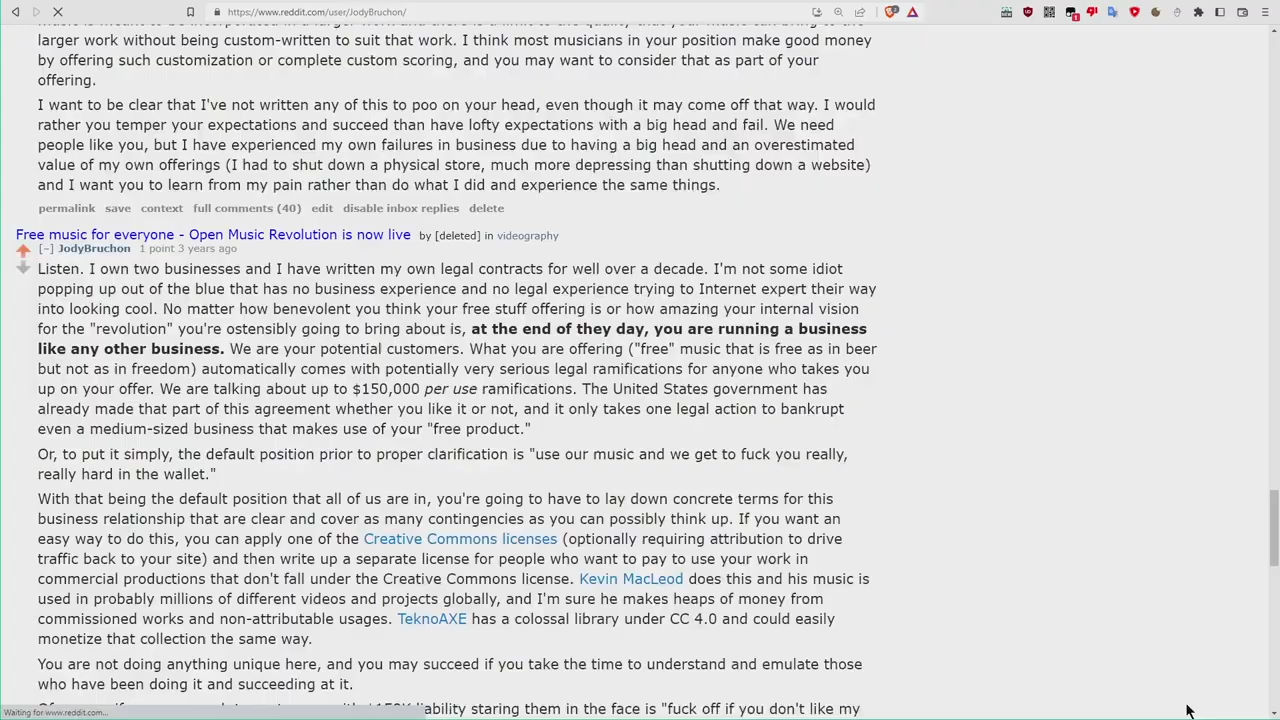 https://www.reddit.com/user/JodyBruchon/
larger work without being custom-written to suit that work. I think most musicians in your position make good money
by offering such customization or complete custom scoring, and you may want to consider that as part of your
offering.
I want to be clear that I've not written any of this to poo on your head, even though it may come off that way. I would
rather you temper your expectations and succeed than have lofty expectations with a big head and fail. We need
people like you, but I have experienced my own failures in business due to having a big head and an overestimated
value of my own offerings (I had to shut down a physical store, much more depressing than shutting down a website)
and I want you to learn from my pain rather than do what I did and experience the same things.
permalink save context full comments (40) edit disable inbox replies delete
Free music for everyone - Open Music Revolution is now live by [deleted] in videography
[–] JodyBruchon 1 point 3 years ago
Listen. I own two businesses and I have written my own legal contracts for well over a decade. I'm not some idiot
popping up out of the blue that has no business experience and no legal experience trying to Internet expert their way
into looking cool. No matter how benevolent you think your free stuff offering is or how amazing your internal vision
for the "revolution" you're ostensibly going to bring about is, at the end of they day, you are running a business
like any other business. We are your potential customers. What you are offering ("free" music that is free as in beer
but not as in freedom) automatically comes with potentially very serious legal ramifications for anyone who takes you
up on your offer. We are talking about up to $150,000 per use ramifications. The United States government has
already made that part of this agreement whether you like it or not, and it only takes one legal action to bankrupt
even a medium-sized business that makes use of your "free product."
Or, to put it simply, the default position prior to proper clarification is "use our music and we get to fuck you really,
really hard in the wallet."
With that being the default position that all of us are in, you're going to have to lay down concrete terms for this
business relationship that are clear and cover as many contingencies as you can possibly think up. If you want an
easy way to do this, you can apply one of the Creative Commons licenses (optionally requiring attribution to drive
traffic back to your site) and then write up a separate license for people who want to pay to use your work in
commercial productions that don't fall under the Creative Commons license. Kevin MacLeod does this and his music is
used in probably millions of different videos and projects globally, and I'm sure he makes heaps of money from
commissioned works and non-attributable usages. TeknoAXE has a colossal library under CC 4.0 and could easily
monetize that collection the same way.
You are not doing anything unique here, and you may succeed if you take the time to understand and emulate those
who have been doing it and succeeding at it.
liability staring them in the face is "fuck off if you don't like my
Waiting for www.reddit.com...